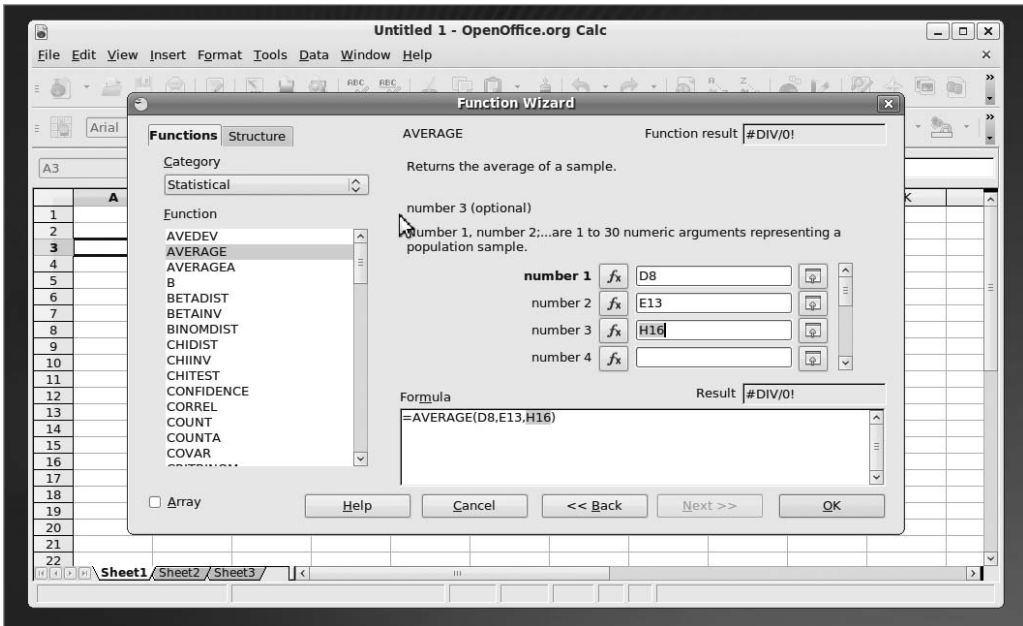 Untitled 1 - OpenOffice.org Calc
File Edit View Insert Format Tools Data Window Help
ABC ABC
Function Wizard
Arial
Functions Structure
AVERAGE
Function result #DIV/0!
A3
Category
Statistical
Returns the average of a sample.
Function
number 3 (optional)
Number 1, number 2;...are 1 to 30 numeric arguments representing a
population sample.
AVEDEV
AVERAGE
AVERAGEA
B
BETADIST
BETAINV
BINOMDIST
CHIDIST
CHIINV
CHITEST
CONFIDENCE
CORREL
COUNT
COUNTA
COVAR
number 1 fx D8
number 2 fx E13
number 3 fx H16
number 4 fx
Formula
Result #DIV/0!
=AVERAGE(D8,E13,H16)
Array
Help Cancel << Back Next >> OK
A
K
1
2
3
4
5
6
7
8
9
10
11
12
13
14
15
16
17
18
19
20
21
22
Sheet1 Sheet2 Sheet3